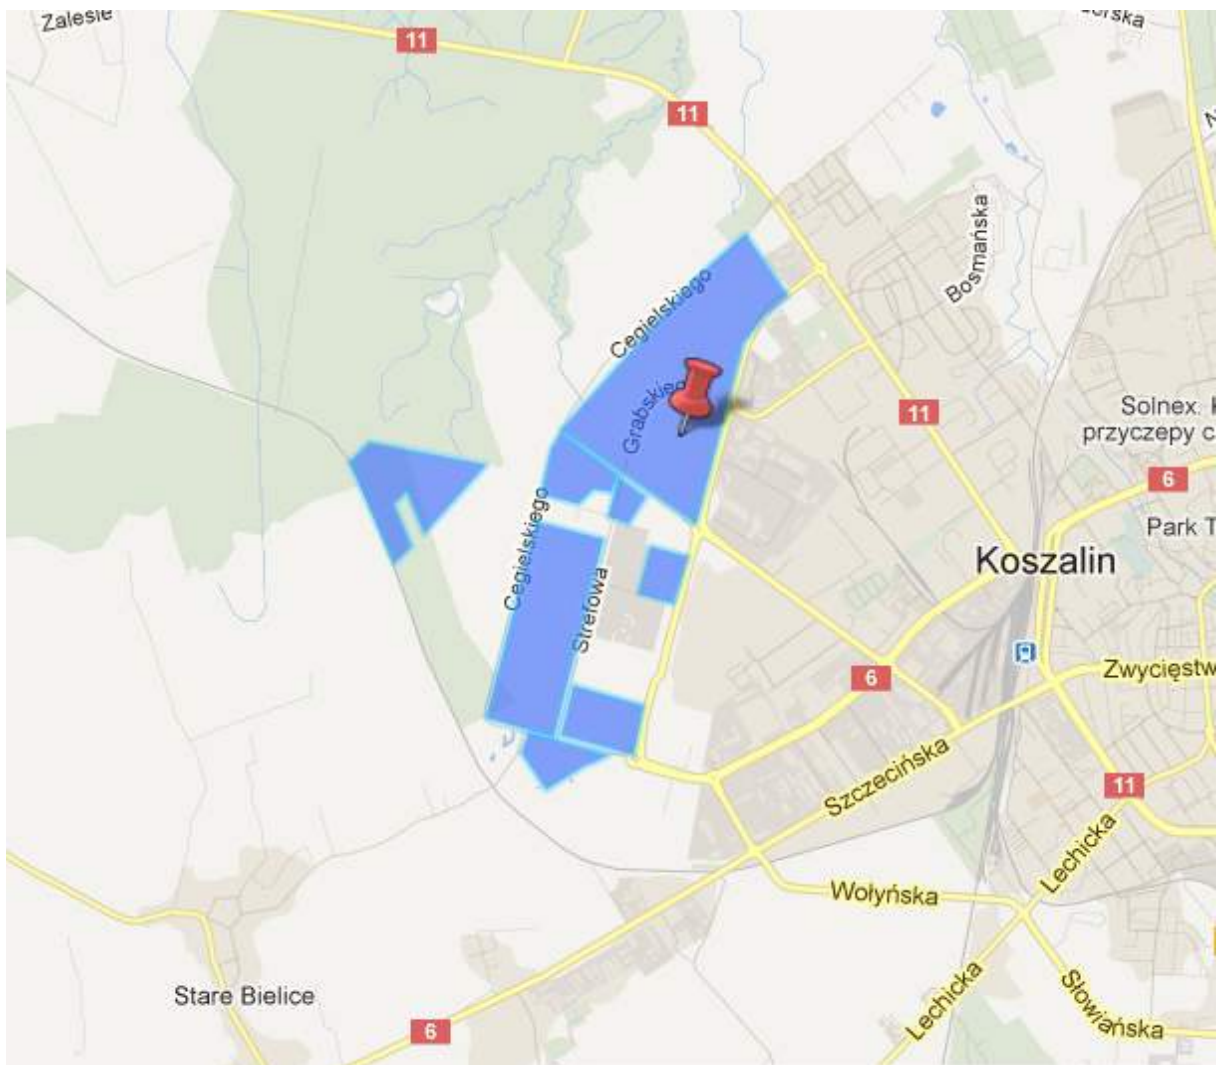 Zalesie
11
11
Bosmańska
Cegielskiego
Grabskiego
11
Solnex.
przyczepy c
6
Park T
Koszalin
Cegielskiego
Strefowa
6
Zwycięstw
Szczecińska
11
Lechicka
Wołyńska
Stare Bielice
Lechicka
Słowiańska
6